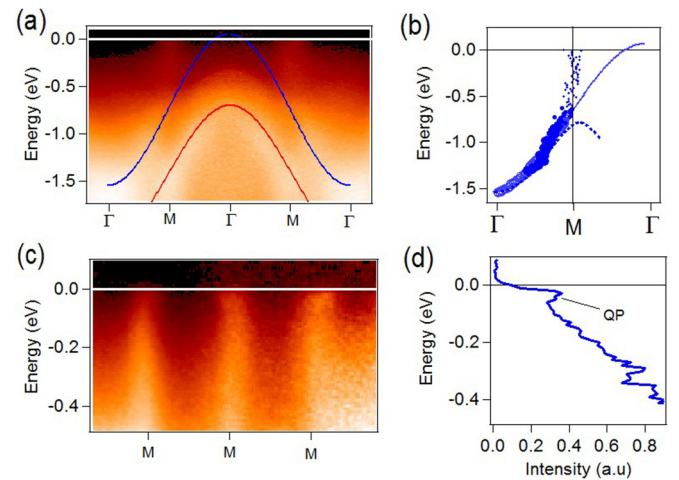 (a)
0.0
-0.5
-1.0
-1.5
Energy (eV)
Γ M Γ M Γ
(b)
0.0
-0.5
-1.0
-1.5
Energy (eV)
Γ M Γ
(c)
0.0
-0.2
-0.4
Energy (eV)
M M M
(d)
0.0
-0.2
-0.4
Energy (eV)
QP
0.0 0.2 0.4 0.6 0.8
Intensity (a.u)